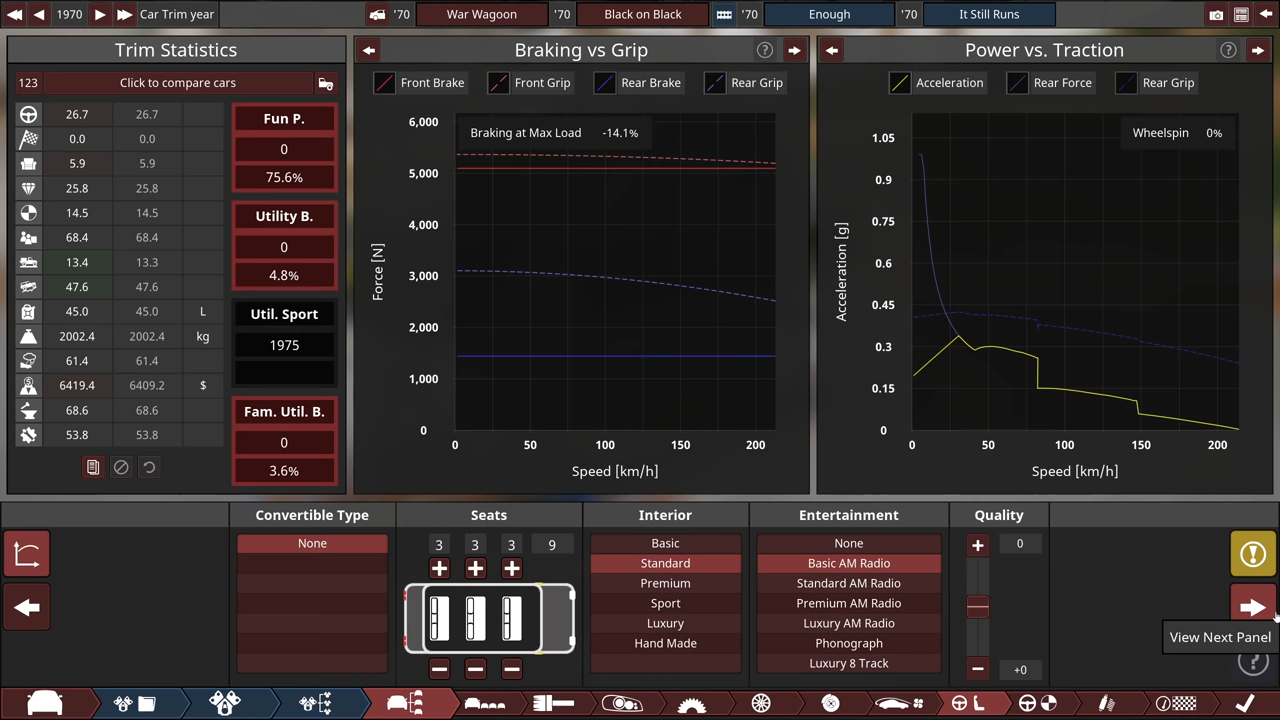 1970 Car Trim year '70 War Wagoon '70 Black on Black '70 Enough '70 It Still Runs
Trim Statistics
123 Click to compare cars
26.7 26.7
0.0 0.0
5.9 5.9
25.8 25.8
14.5 14.5
68.4 68.4
13.4 13.3
47.6 47.6
45.0 45.0 L
2002.4 2002.4 kg
61.4 61.4
6419.4 6409.2 $
68.6 68.6
53.8 53.8
Fun P.
0
75.6%
Utility B.
0
4.8%
Util. Sport
1975
Fam. Util. B.
0
3.6%
Braking vs Grip ?
Front Brake Front Grip Rear Brake Rear Grip
Braking at Max Load -14.1%
Force [N]
6,000
5,000
4,000
3,000
2,000
1,000
0
0 50 100 150 200
Speed [km/h]
Power vs. Traction ?
Acceleration Rear Force Rear Grip
Wheelspin 0%
Acceleration [g]
1.05
0.9
0.75
0.6
0.45
0.3
0.15
0
0 50 100 150 200
Speed [km/h]
Convertible Type
None
Seats
3 3 3 9
Interior
Basic
Standard
Premium
Sport
Luxury
Hand Made
Entertainment
None
Basic AM Radio
Standard AM Radio
Premium AM Radio
Luxury AM Radio
Phonograph
Luxury 8 Track
Quality
0
+0
View Next Panel
?